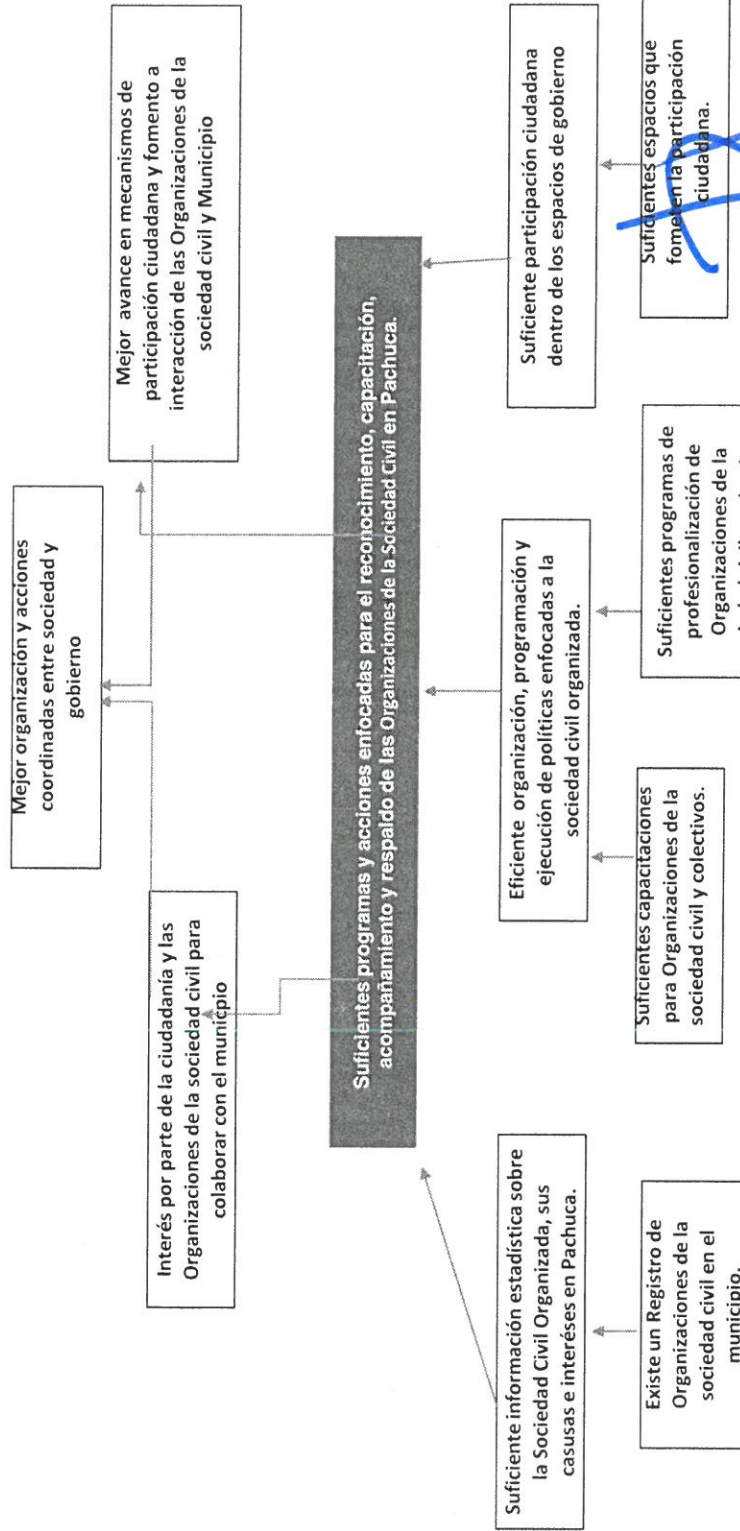 Mejor organización y acciones
coordinadas entre sociedad y
gobierno
Interés por parte de la ciudadanía y las
Organizaciones de la sociedad civil para
colaborar con el municpio
Mejor avance en mecanismos de
participación ciudadana y fomento a
interacción de las Organizaciones de la
sociedad civil y Municipio
Suficientes programas y acciones enfocadas para el reconocimiento, capacitación,
acompañamiento y respaldo de las Organizaciones de la Sociedad Civil en Pachuca.
Suficiente información estadística sobre
la Sociedad Civil Organizada, sus
casusas e interéses en Pachuca.
Eficiente organización, programación y
ejecución de políticas enfocadas a la
sociedad civil organizada.
Suficiente participación ciudadana
dentro de los espacios de gobierno
Existe un Registro de
Organizaciones de la
sociedad civil en el
municipio.
Suficientes capacitaciones
para Organizaciones de la
sociedad civil y colectivos.
Suficientes programas de
profesionalización de
Organizaciones de la
Suficientes espacios que
fomenten la participación
ciudadana.